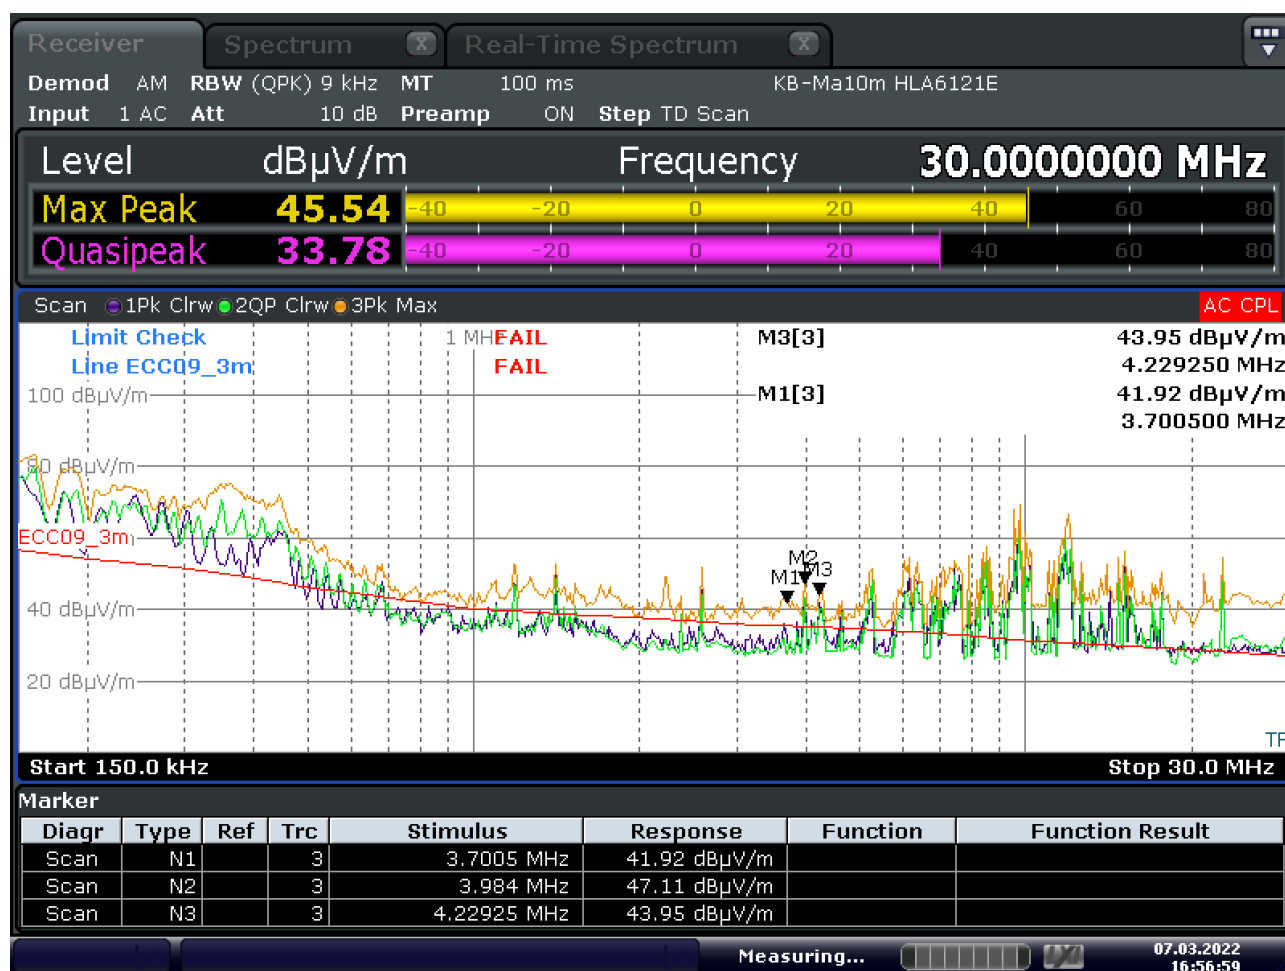 Receiver Spectrum X Real-Time Spectrum X
Demod AM RBW (QPK) 9 kHz MT 100 ms KB-Ma10m HLA6121E
Input 1 AC Att 10 dB Preamp ON Step TD Scan
Level dBµV/m Frequency 30.0000000 MHz
Max Peak 45.54 -40 -20 0 20 40 60 80
Quasipeak 33.78 -40 -20 0 20 40 60 80
Scan 1Pk Clrw 2QP Clrw 3Pk Max AC CPL
Limit Check 1 MH FAIL M3[3] 43.95 dBµV/m
Line ECC09_3m FAIL 4.229250 MHz
100 dBµV/m M1[3] 41.92 dBµV/m
3.700500 MHz
80 dBµV/m
ECC09_3m
M2
M1 M3
40 dBµV/m
20 dBµV/m
TF
Start 150.0 kHz Stop 30.0 MHz
Marker
Diagr Type Ref Trc Stimulus Response Function Function Result
Scan N1 3 3.7005 MHz 41.92 dBµV/m
Scan N2 3 3.984 MHz 47.11 dBµV/m
Scan N3 3 4.22925 MHz 43.95 dBµV/m
Measuring... 07.03.2022
16:56:59